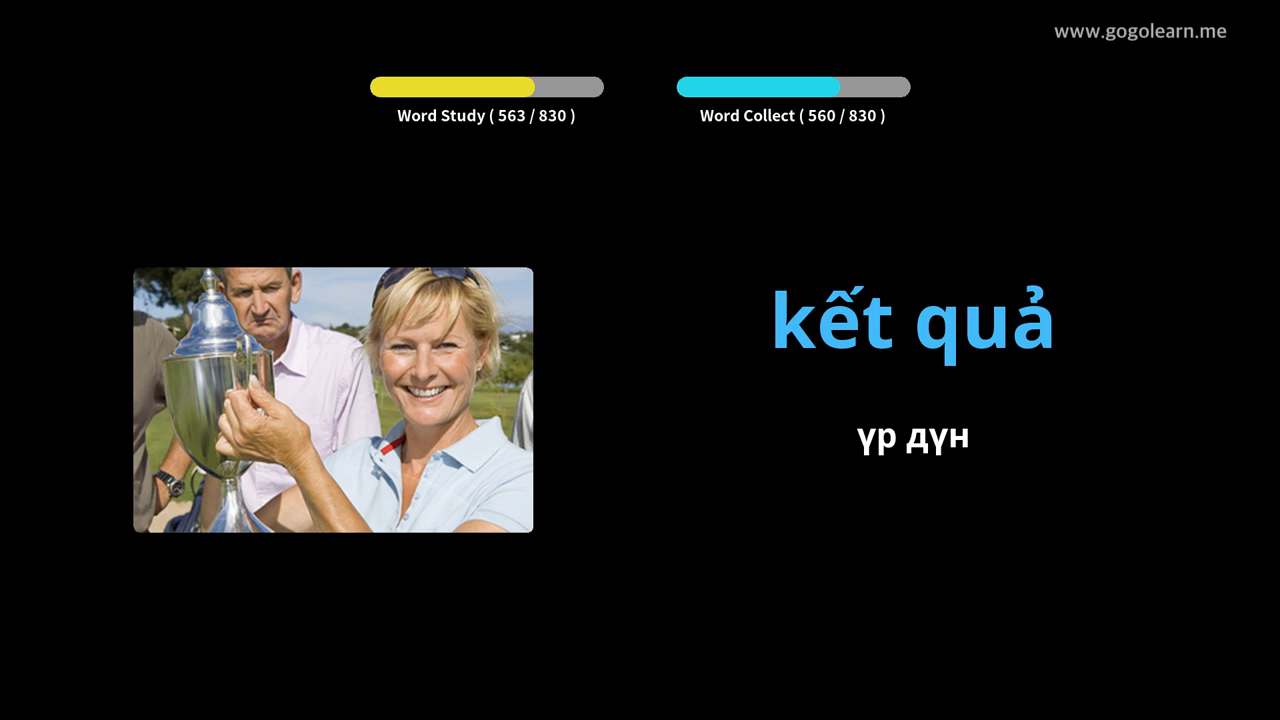 www.gogolearn.me
Word Study ( 563 / 830 )
Word Collect ( 560 / 830 )
kết quả
үр дүн